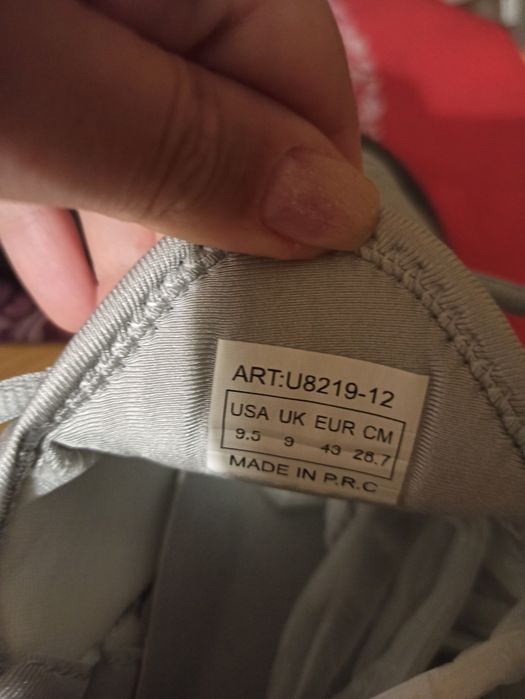 ART:U8219-12
USA UK EUR CM
9.5 9 43 28.7
MADE IN P.R.C